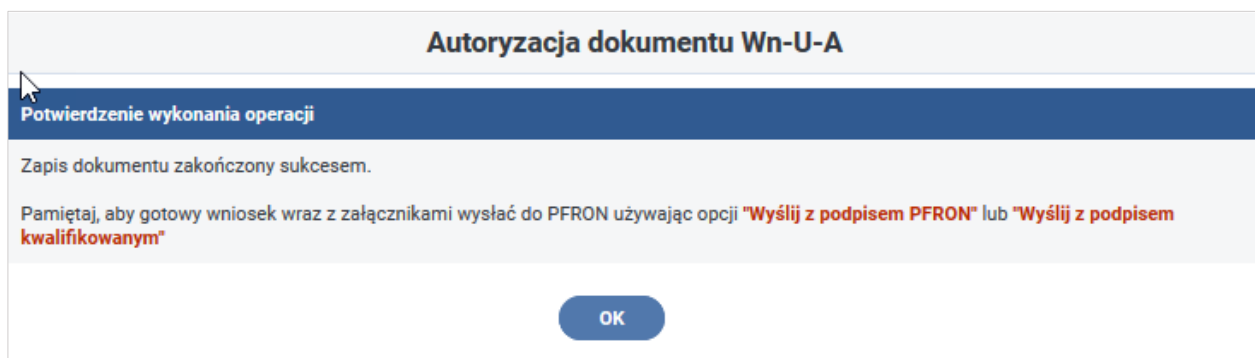 Autoryzacja dokumentu Wn-U-A
Potwierdzenie wykonania operacji
Zapis dokumentu zakończony sukcesem.
Pamiętaj, aby gotowy wniosek wraz z załącznikami wysłać do PFRON używając opcji "Wyślij z podpisem PFRON" lub "Wyślij z podpisem
kwalifikowanym"
OK